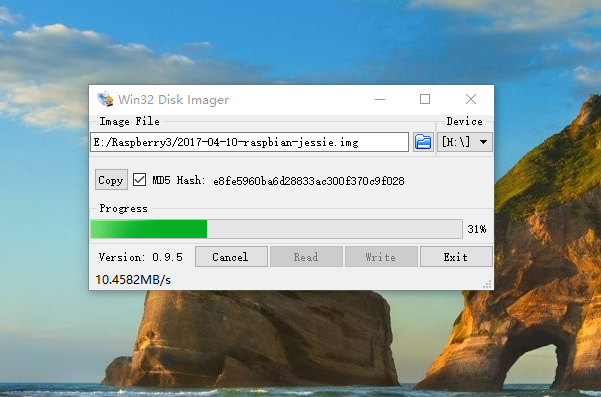 Win32 Disk Imager
Image File
Device
E:/Raspberry3/2017-04-10-raspbian-jessie.img
[H:\]
Copy
MD5 Hash: e8fe5960ba6d28833ac300f370c9f028
Progress
31%
Version: 0.9.5
Cancel
Read
Write
Exit
10.4582MB/s